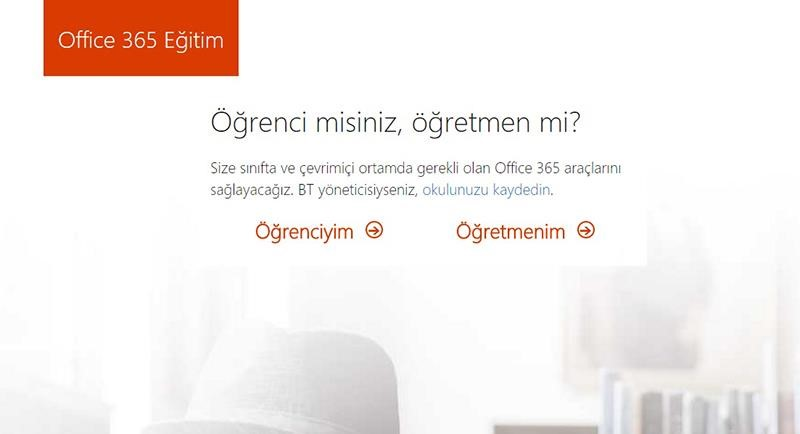 Office 365 Eğitim
Öğrenci misiniz, öğretmen mi?
Size sınıfta ve çevrimiçi ortamda gerekli olan Office 365 araçlarını
sağlayacağız. BT yöneticisiyseniz, okulunuzu kaydedin.
Öğrenciyim Öğretmenim